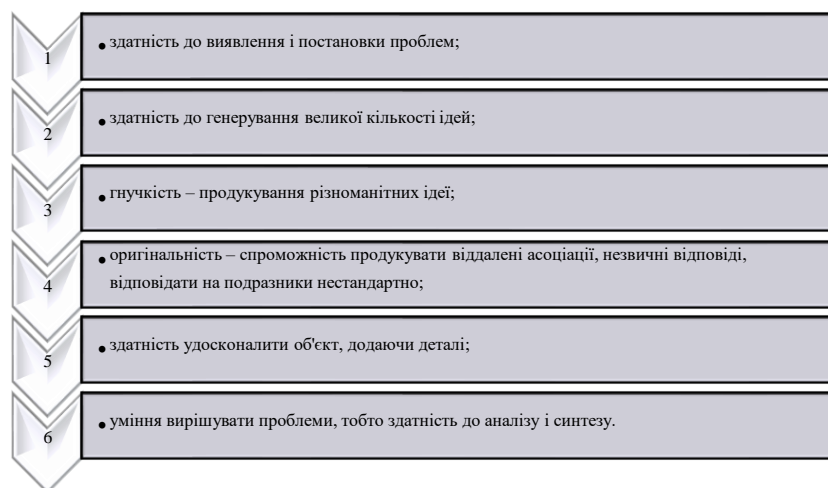 1
• здатність до виявлення і постановки проблем;
2
• здатність до генерування великої кількості ідей;
3
• гнучкість – продукування різноманітних ідеї;
4
• оригінальність – спроможність продукувати віддалені асоціації, незвичні відповіді,
відповідати на подразники нестандартно;
5
• здатність удосконалити об'єкт, додаючи деталі;
6
• уміння вирішувати проблеми, тобто здатність до аналізу і синтезу.